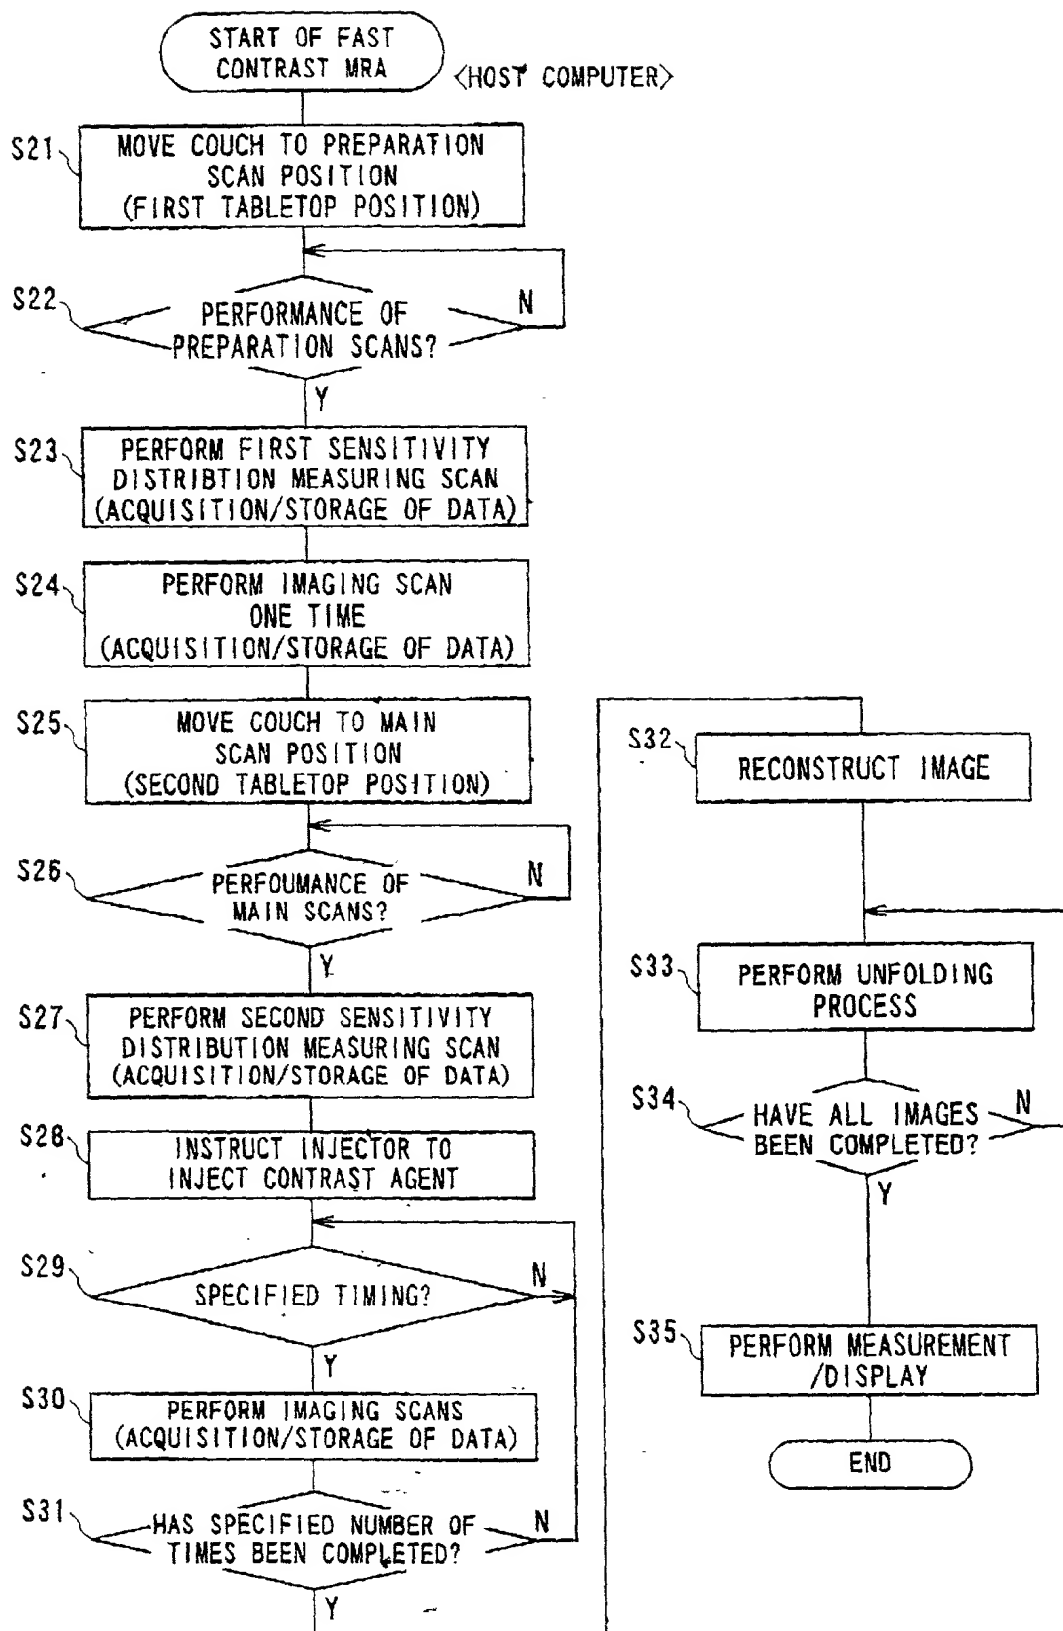 START OF FAST
CONTRAST MRA
<HOST COMPUTER>
S21
MOVE COUCH TO PREPARATION
SCAN POSITION
(FIRST TABLETOP POSITION)
S22
PERFORMANCE OF
PREPARATION SCANS?
N
Y
S23
PERFORM FIRST SENSITIVITY
DISTRIBTION MEASURING SCAN
(ACQUISITION/STORAGE OF DATA)
S24
PERFORM IMAGING SCAN
ONE TIME
(ACQUISITION/STORAGE OF DATA)
S25
MOVE COUCH TO MAIN
SCAN POSITION
(SECOND TABLETOP POSITION)
S26
PERFOUMANCE OF
MAIN SCANS?
N
Y
S27
PERFORM SECOND SENSITIVITY
DISTRIBUTION MEASURING SCAN
(ACQUISITION/STORAGE OF DATA)
S28
INSTRUCT INJECTOR TO
INJECT CONTRAST AGENT
S29
SPECIFIED TIMING?
N
Y
S30
PERFORM IMAGING SCANS
(ACQUISITION/STORAGE OF DATA)
S31
HAS SPECIFIED NUMBER OF
TIMES BEEN COMPLETED?
N
Y
S32
RECONSTRUCT IMAGE
S33
PERFORM UNFOLDING
PROCESS
S34
HAVE ALL IMAGES
BEEN COMPLETED?
N
Y
S35
PERFORM MEASUREMENT
/DISPLAY
END